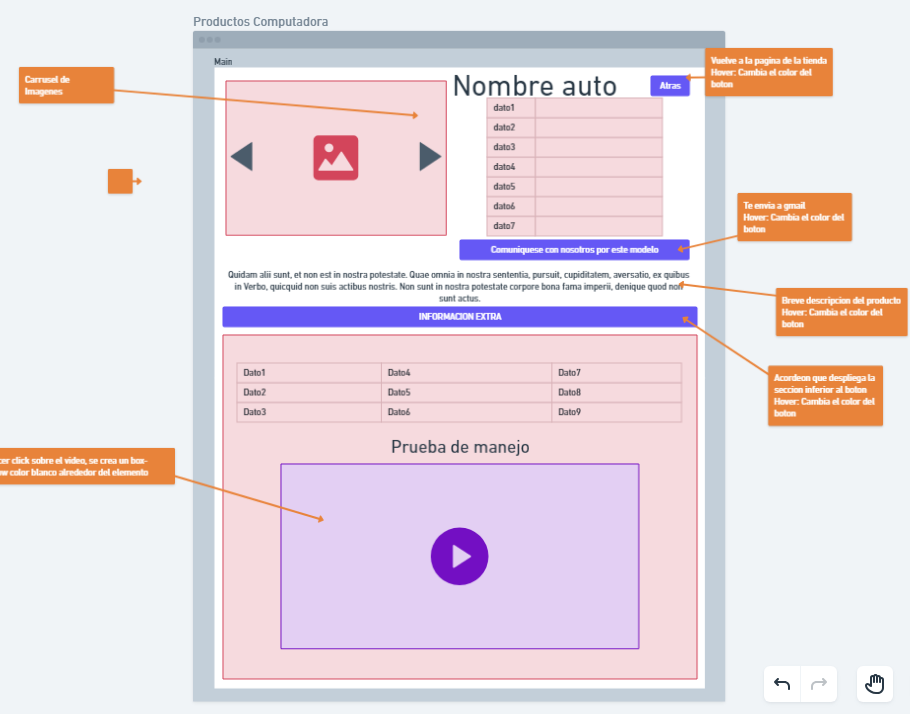 Productos Computadora
Main
Carrusel de
Imagenes
Nombre auto
Atras
Vuelve a la pagina de la tienda
Hover: Cambia el color del
boton
dato1
dato2
dato3
dato4
dato5
dato6
dato7
Te envia a gmail
Hover: Cambia el color del
boton
Comuniquese con nosotros por este modelo
Quidam alii sunt, et non est in nostra potestate. Quae omnia in nostra sententia, pursuit, cupiditatem, aversatio, ex quibus
in Verbo, quicquid non suis actibus nostris. Non sunt in nostra potestate corpore bona fama imperii, denique quod non
sunt actus.
Breve descripcion del producto
Hover: Cambia el color del
boton
INFORMACION EXTRA
Acordeon que despliega la
seccion inferior al boton
Hover: Cambia el color del
boton
Dato1 Dato4 Dato7
Dato2 Dato5 Dato8
Dato3 Dato6 Dato9
Prueba de manejo
click sobre el video, se crea un box-
color blanco alrededor del elemento